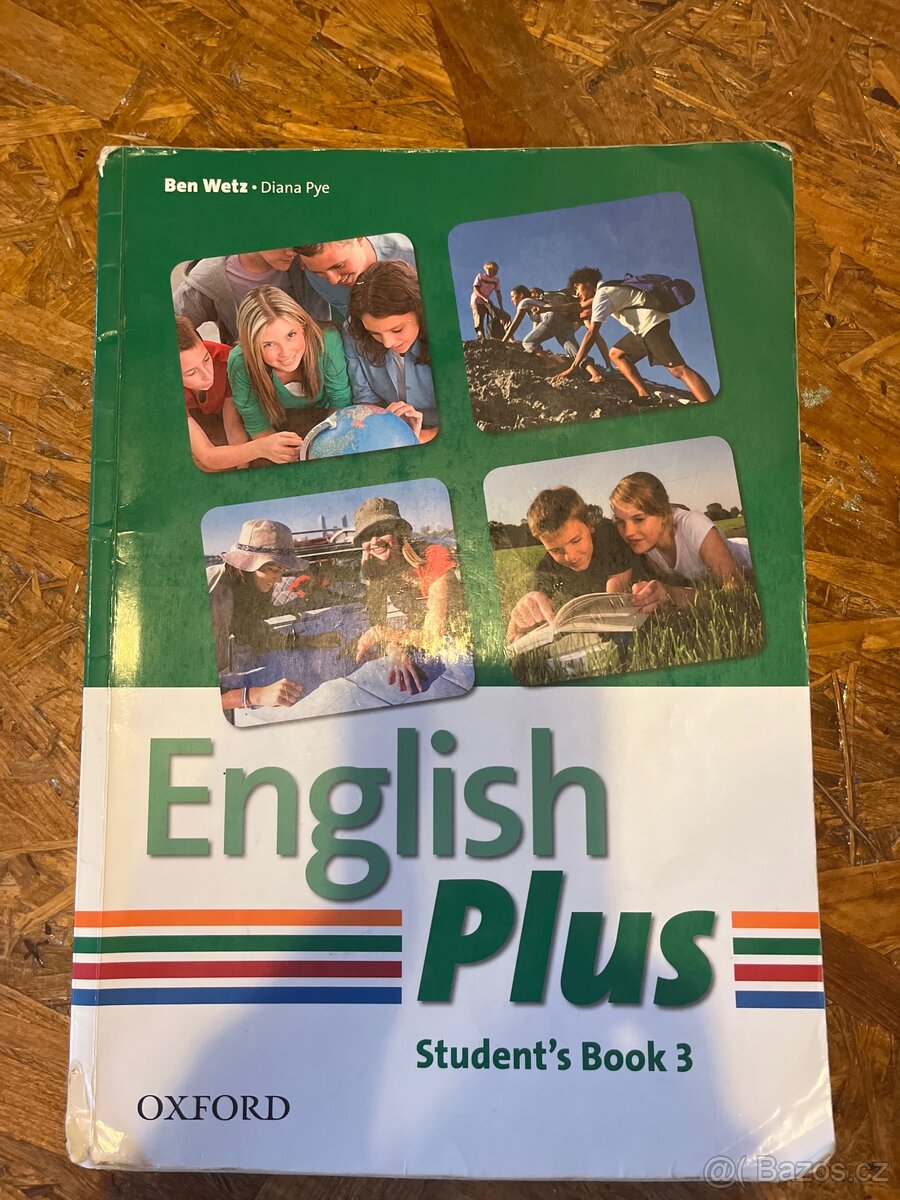 Ben Wetz • Diana Pye
English
Plus
Student's Book 3
OXFORD
@( Bazos.cz